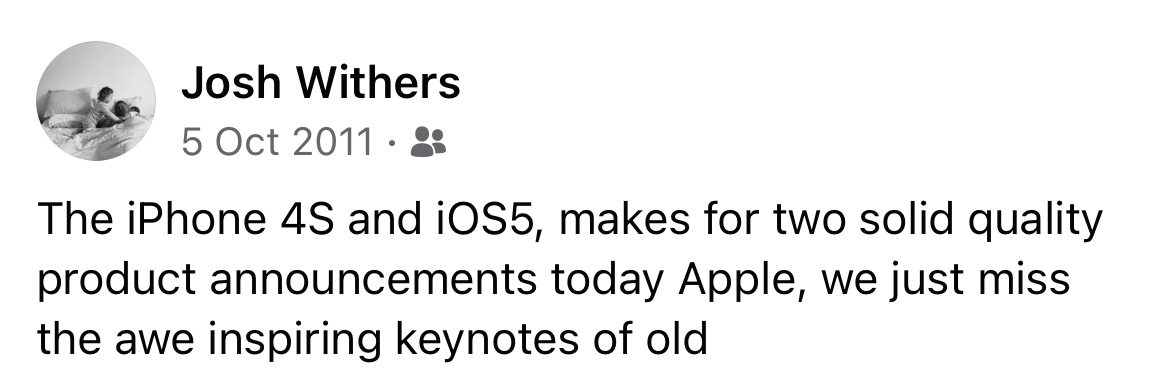 Josh Withers
5 Oct 2011 ·
The iPhone 4S and iOS5, makes for two solid quality
product announcements today Apple, we just miss
the awe inspiring keynotes of old